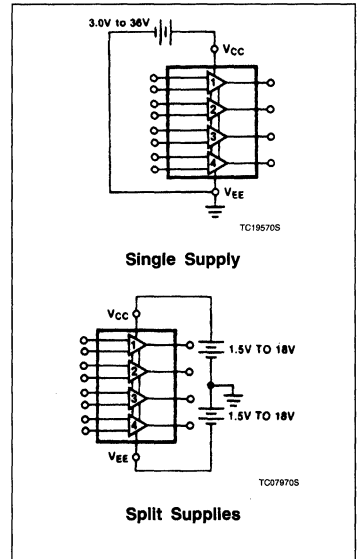 3.0V to 36V
VCC
1
2
3
4
VEE
TC19570S
Single Supply
VCC
1
2
3
4
1.5V TO 18V
1.5V TO 18V
VEE
TC07970S
Split Supplies